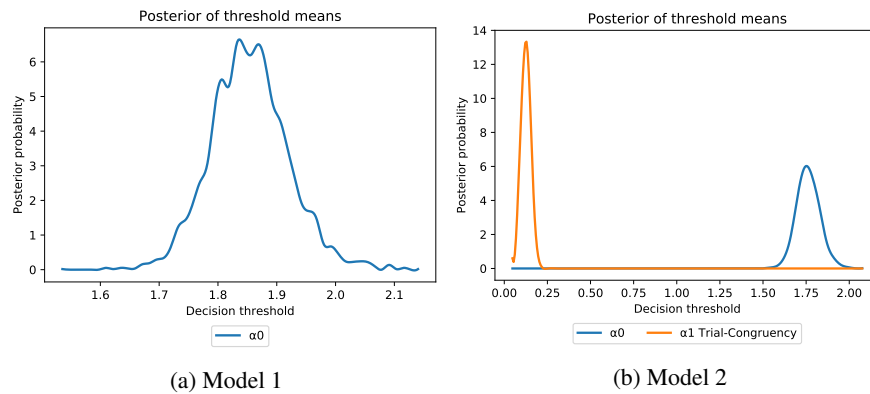 Posterior of threshold means
Posterior probability
6
5
4
3
2
1
0
1.6 1.7 1.8 1.9 2.0 2.1
Decision threshold
α0
(a) Model 1
Posterior of threshold means
Posterior probability
14
12
10
8
6
4
2
0
0.00 0.25 0.50 0.75 1.00 1.25 1.50 1.75 2.00
Decision threshold
α0 α1 Trial-Congruency
(b) Model 2